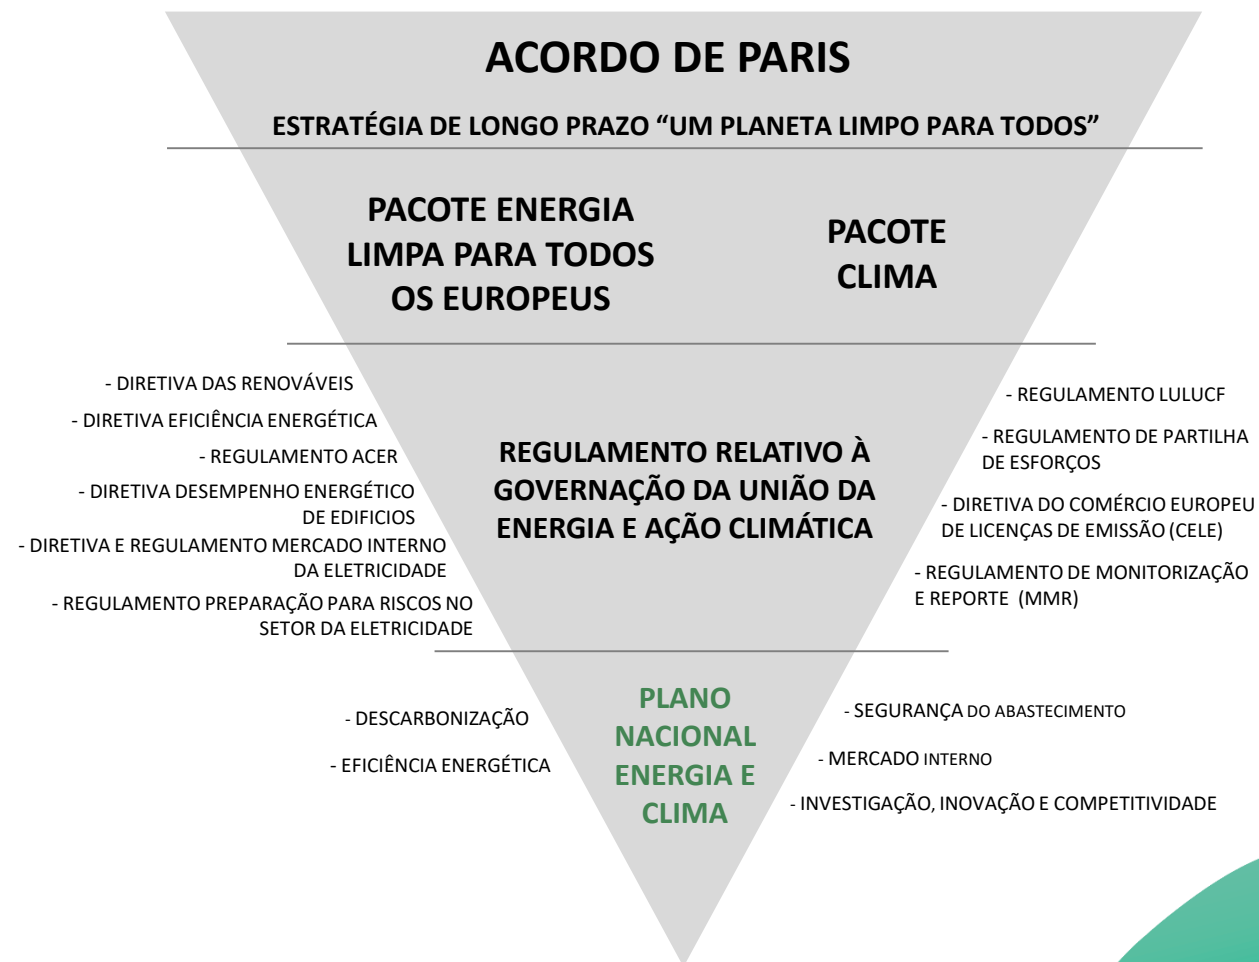 ACORDO DE PARIS
ESTRATÉGIA DE LONGO PRAZO “UM PLANETA LIMPO PARA TODOS”
PACOTE ENERGIA
LIMPA PARA TODOS
OS EUROPEUS
PACOTE
CLIMA
- DIRETIVA DAS RENOVÁVEIS
- DIRETIVA EFICIÊNCIA ENERGÉTICA
- REGULAMENTO ACER
- DIRETIVA DESEMPENHO ENERGÉTICO
DE EDIFICIOS
- DIRETIVA E REGULAMENTO MERCADO INTERNO
DA ELETRICIDADE
- REGULAMENTO PREPARAÇÃO PARA RISCOS NO
SETOR DA ELETRICIDADE
REGULAMENTO RELATIVO À
GOVERNAÇÃO DA UNIÃO DA
ENERGIA E AÇÃO CLIMÁTICA
- REGULAMENTO LULUCF
- REGULAMENTO DE PARTILHA
DE ESFORÇOS
- DIRETIVA DO COMÉRCIO EUROPEU
DE LICENÇAS DE EMISSÃO (CELE)
- REGULAMENTO DE MONITORIZAÇÃO
E REPORTE (MMR)
- DESCARBONIZAÇÃO
- EFICIÊNCIA ENERGÉTICA
PLANO
NACIONAL
ENERGIA E
CLIMA
- SEGURANÇA DO ABASTECIMENTO
- MERCADO INTERNO
- INVESTIGAÇÃO, INOVAÇÃO E COMPETITIVIDADE